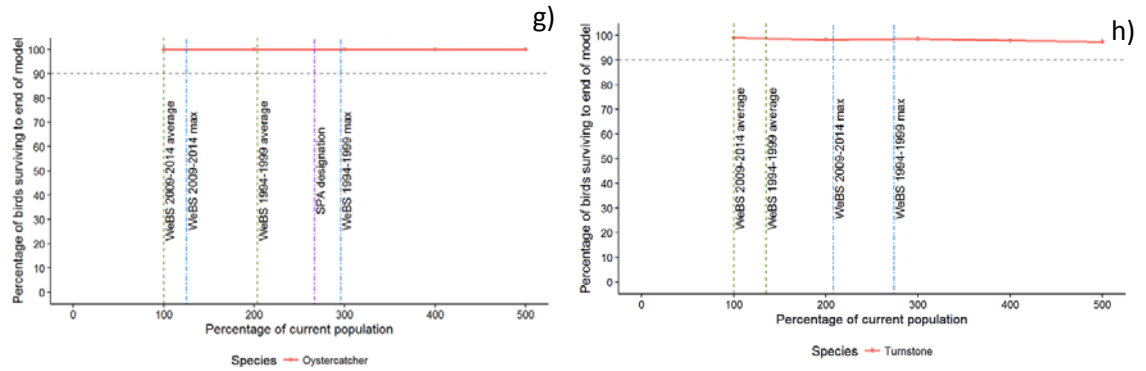 g)
Percentage of birds surviving to end of model
100
90
80
70
60
50
40
30
20
10
0
WeBS 2009-2014 average
WeBS 2009-2014 max
WeBS 1994-1999 average
SPA designation
WeBS 1994-1999 max
0 100 200 300 400 500
Percentage of current population
Species Oystercatcher
h)
Percentage of birds surviving to end of model
100
90
80
70
60
50
40
30
20
10
0
WeBS 2009-2014 average
WeBS 1994-1999 average
WeBS 2009-2014 max
WeBS 1994-1999 max
0 100 200 300 400 500
Percentage of current population
Species Turnstone